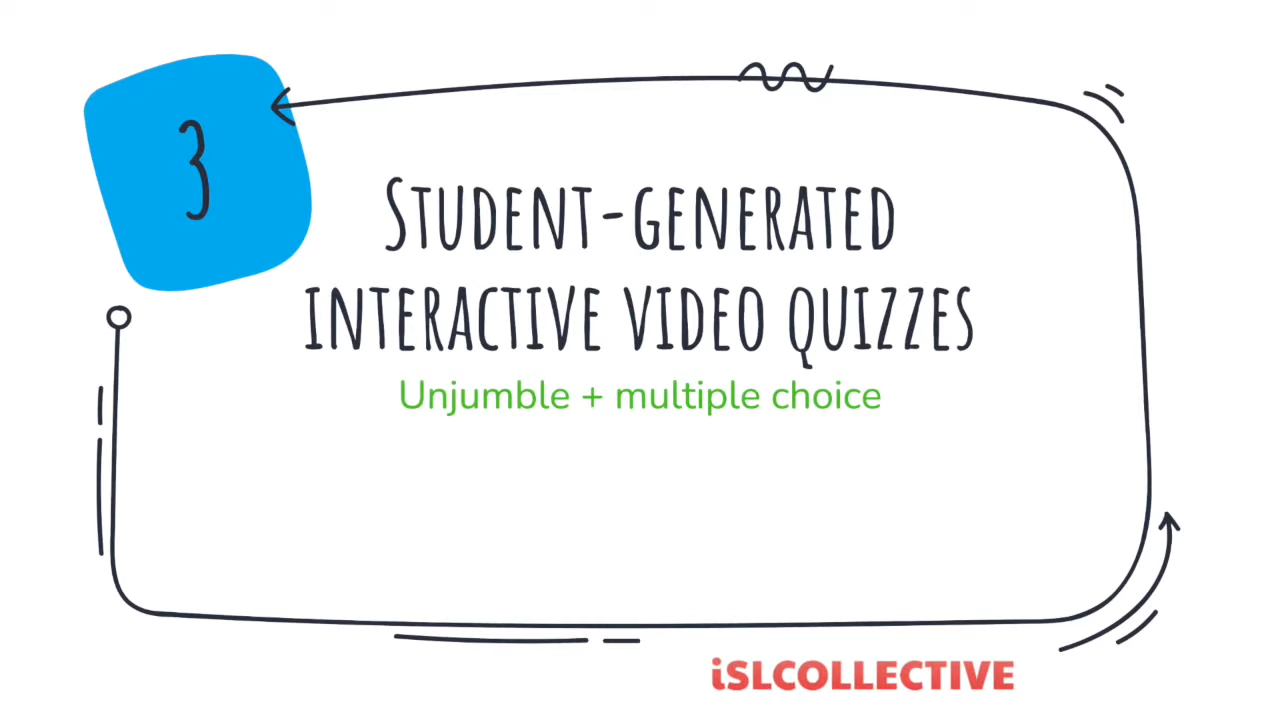 3
Student-generated
interactive video quizzes
Unjumble + multiple choice
iSLCOLLECTIVE